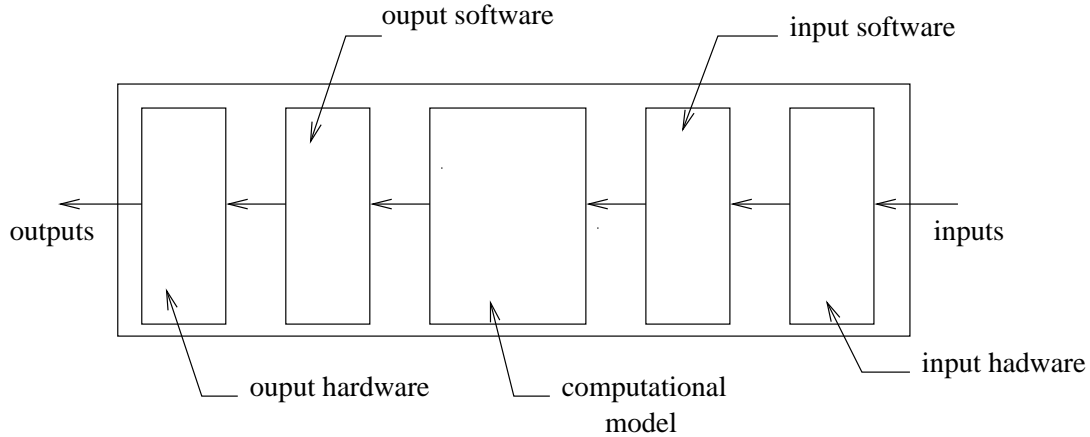 ouput software
input software
outputs
inputs
ouput hardware
computational
model
input hadware